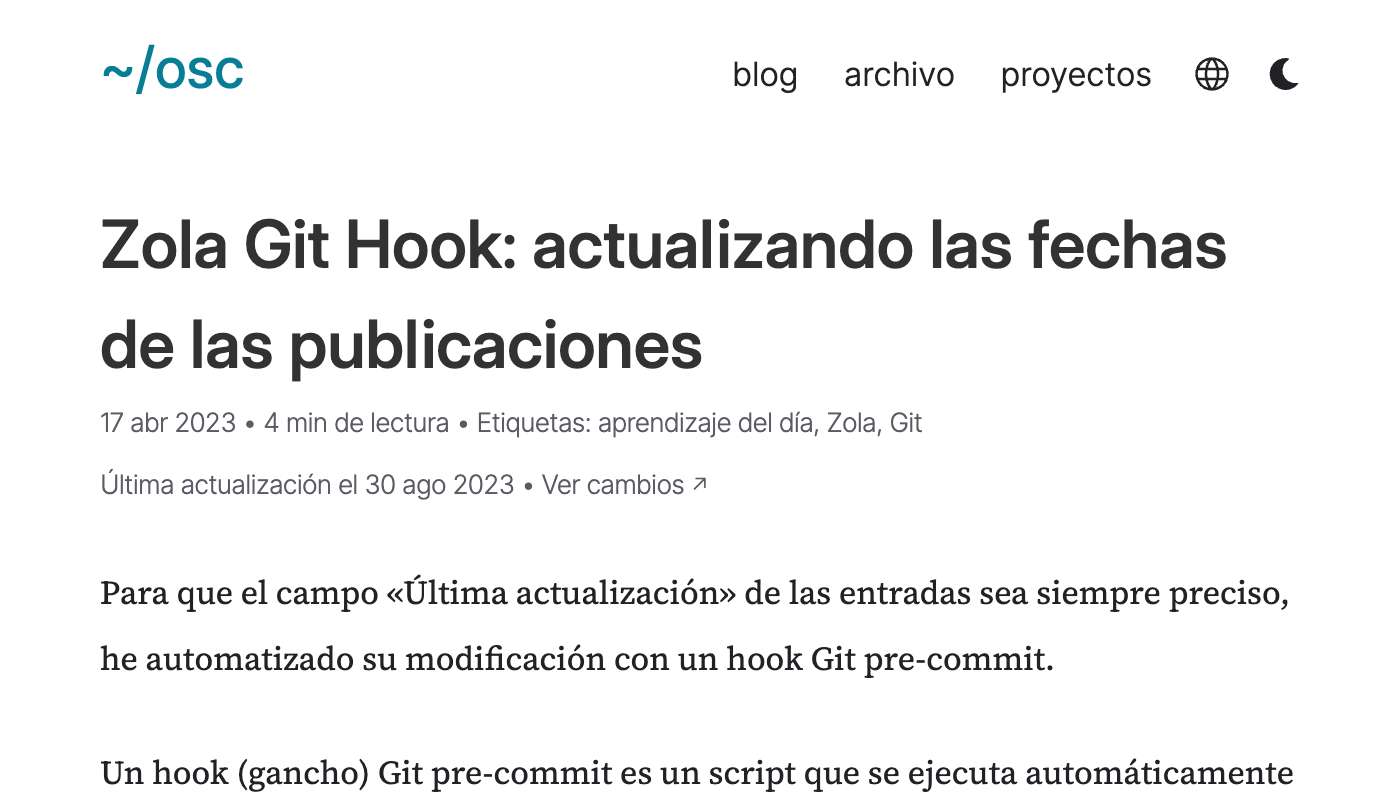 ~/osc
blog archivo proyectos
Zola Git Hook: actualizando las fechas
de las publicaciones
17 abr 2023 • 4 min de lectura • Etiquetas: aprendizaje del día, Zola, Git
Última actualización el 30 ago 2023 • Ver cambios ↗
Para que el campo «Última actualización» de las entradas sea siempre preciso,
he automatizado su modificación con un hook Git pre-commit.
Un hook (gancho) Git pre-commit es un script que se ejecuta automáticamente